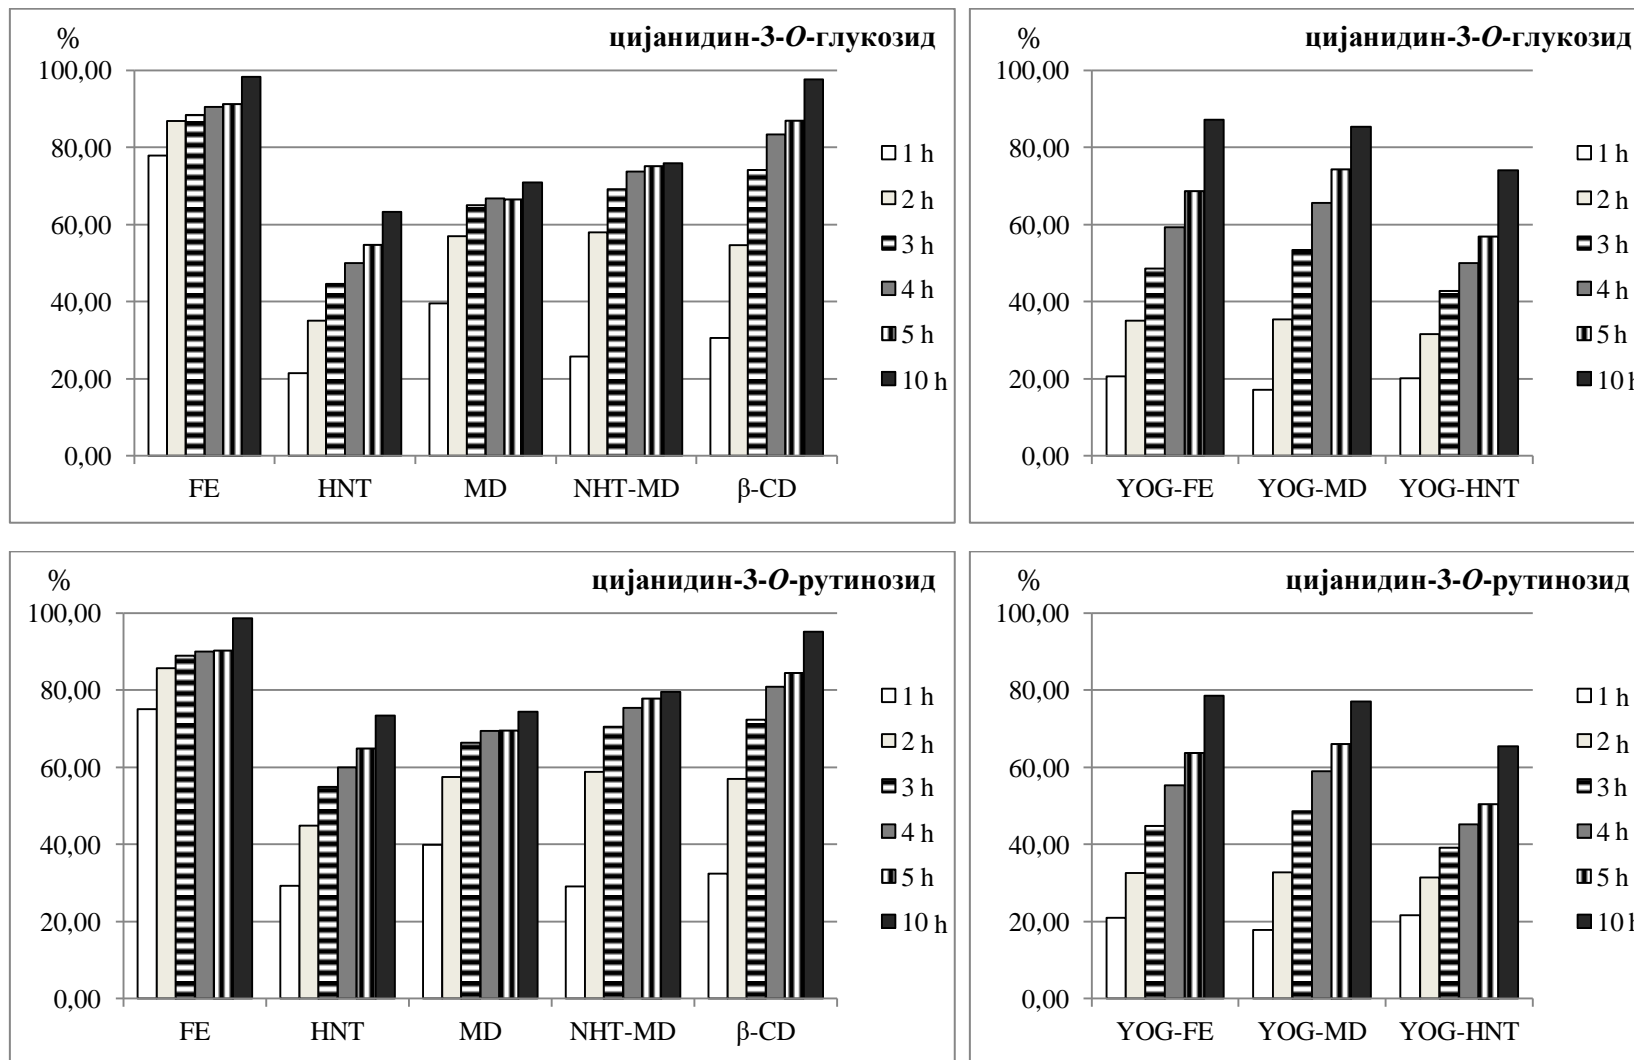 % цијанидин-3-O-глукозид
100,00
80,00
60,00
40,00
20,00
0,00
FE HNT MD NHT-MD β-CD
1 h
2 h
3 h
4 h
5 h
10 h
% цијанидин-3-O-глукозид
100,00
80,00
60,00
40,00
20,00
0,00
YOG-FE YOG-MD YOG-HNT
1 h
2 h
3 h
4 h
5 h
10 h
% цијанидин-3-O-рутинозид
100,00
80,00
60,00
40,00
20,00
0,00
FE HNT MD NHT-MD β-CD
1 h
2 h
3 h
4 h
5 h
10 h
% цијанидин-3-O-рутинозид
100,00
80,00
60,00
40,00
20,00
0,00
YOG-FE YOG-MD YOG-HNT
1 h
2 h
3 h
4 h
5 h
10 h